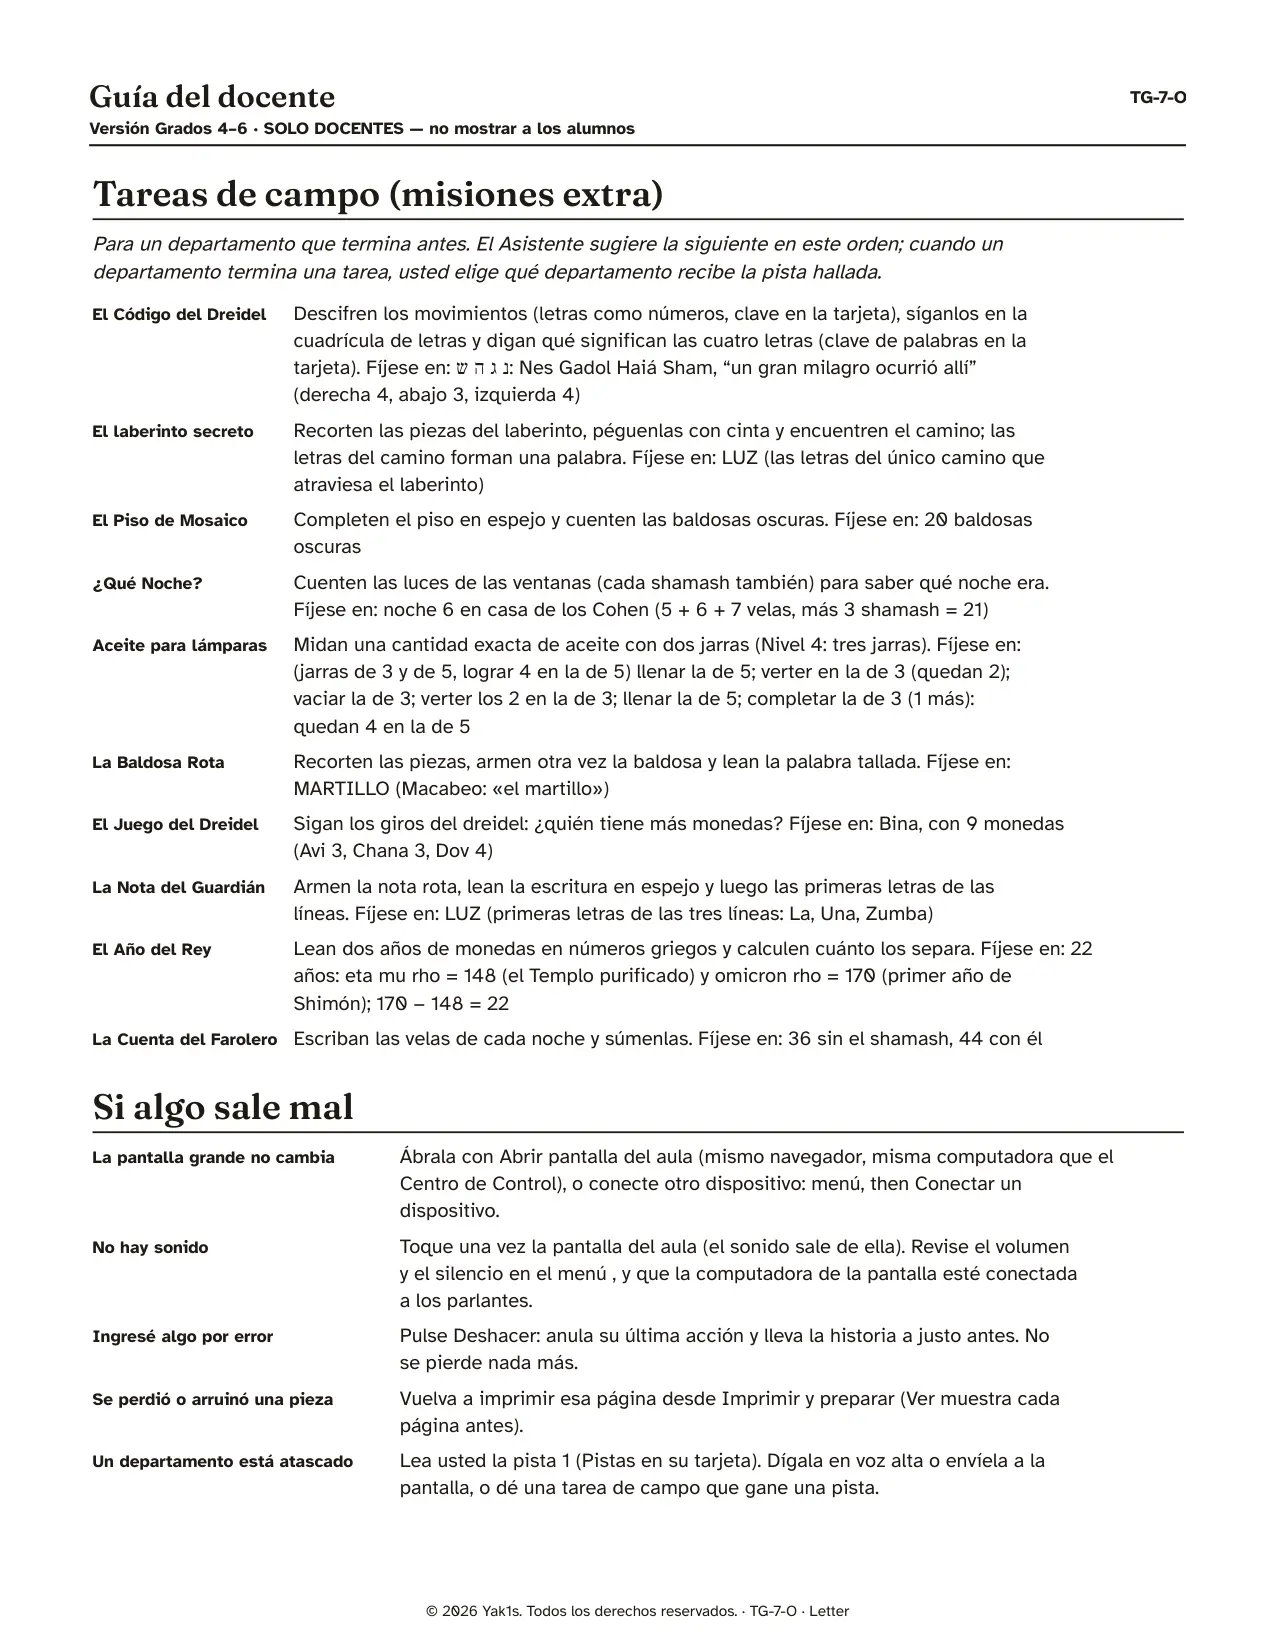 Guía del docente
TG-7-O
Versión Grados 4–6 · SOLO DOCENTES — no mostrar a los alumnos
Tareas de campo (misiones extra)
Para un departamento que termina antes. El Asistente sugiere la siguiente en este orden; cuando un
departamento termina una tarea, usted elige qué departamento recibe la pista hallada.
El Código del Dreidel Descifren los movimientos (letras como números, clave en la tarjeta), síganlos en la
cuadrícula de letras y digan qué significan las cuatro letras (clave de palabras en la
tarjeta). Fíjese en: נ ג ה ש: Nes Gadol Haiá Sham, “un gran milagro ocurrió allí”
(derecha 4, abajo 3, izquierda 4)
El laberinto secreto Recorten las piezas del laberinto, péguenlas con cinta y encuentren el camino; las
letras del camino forman una palabra. Fíjese en: LUZ (las letras del único camino que
atraviesa el laberinto)
El Piso de Mosaico Completen el piso en espejo y cuenten las baldosas oscuras. Fíjese en: 20 baldosas
oscuras
¿Qué Noche? Cuenten las luces de las ventanas (cada shamash también) para saber qué noche era.
Fíjese en: noche 6 en casa de los Cohen (5 + 6 + 7 velas, más 3 shamash = 21)
Aceite para lámparas Midan una cantidad exacta de aceite con dos jarras (Nivel 4: tres jarras). Fíjese en:
(jarras de 3 y de 5, lograr 4 en la de 5) llenar la de 5; verter en la de 3 (quedan 2);
vaciar la de 3; verter los 2 en la de 3; llenar la de 5; completar la de 3 (1 más):
quedan 4 en la de 5
La Baldosa Rota Recorten las piezas, armen otra vez la baldosa y lean la palabra tallada. Fíjese en:
MARTILLO (Macabeo: «el martillo»)
El Juego del Dreidel Sigan los giros del dreidel: ¿quién tiene más monedas? Fíjese en: Bina, con 9 monedas
(Avi 3, Chana 3, Dov 4)
La Nota del Guardián Armen la nota rota, lean la escritura en espejo y luego las primeras letras de las
líneas. Fíjese en: LUZ (primeras letras de las tres líneas: La, Una, Zumba)
El Año del Rey Lean dos años de monedas en números griegos y calculen cuánto los separa. Fíjese en: 22
años: eta mu rho = 148 (el Templo purificado) y omicron rho = 170 (primer año de
Shimón); 170 − 148 = 22
La Cuenta del Farolero Escriban las velas de cada noche y súmenlas. Fíjese en: 36 sin el shamash, 44 con él
Si algo sale mal
La pantalla grande no cambia Ábrala con Abrir pantalla del aula (mismo navegador, misma computadora que el
Centro de Control), o conecte otro dispositivo: menú, then Conectar un
dispositivo.
No hay sonido Toque una vez la pantalla del aula (el sonido sale de ella). Revise el volumen
y el silencio en el menú , y que la computadora de la pantalla esté conectada
a los parlantes.
Ingresé algo por error Pulse Deshacer: anula su última acción y lleva la historia a justo antes. No
se pierde nada más.
Se perdió o arruinó una pieza Vuelva a imprimir esa página desde Imprimir y preparar (Ver muestra cada
página antes).
Un departamento está atascado Lea usted la pista 1 (Pistas en su tarjeta). Dígala en voz alta o envíela a la
pantalla, o dé una tarea de campo que gane una pista.
© 2026 Yak1s. Todos los derechos reservados. · TG-7-O · Letter